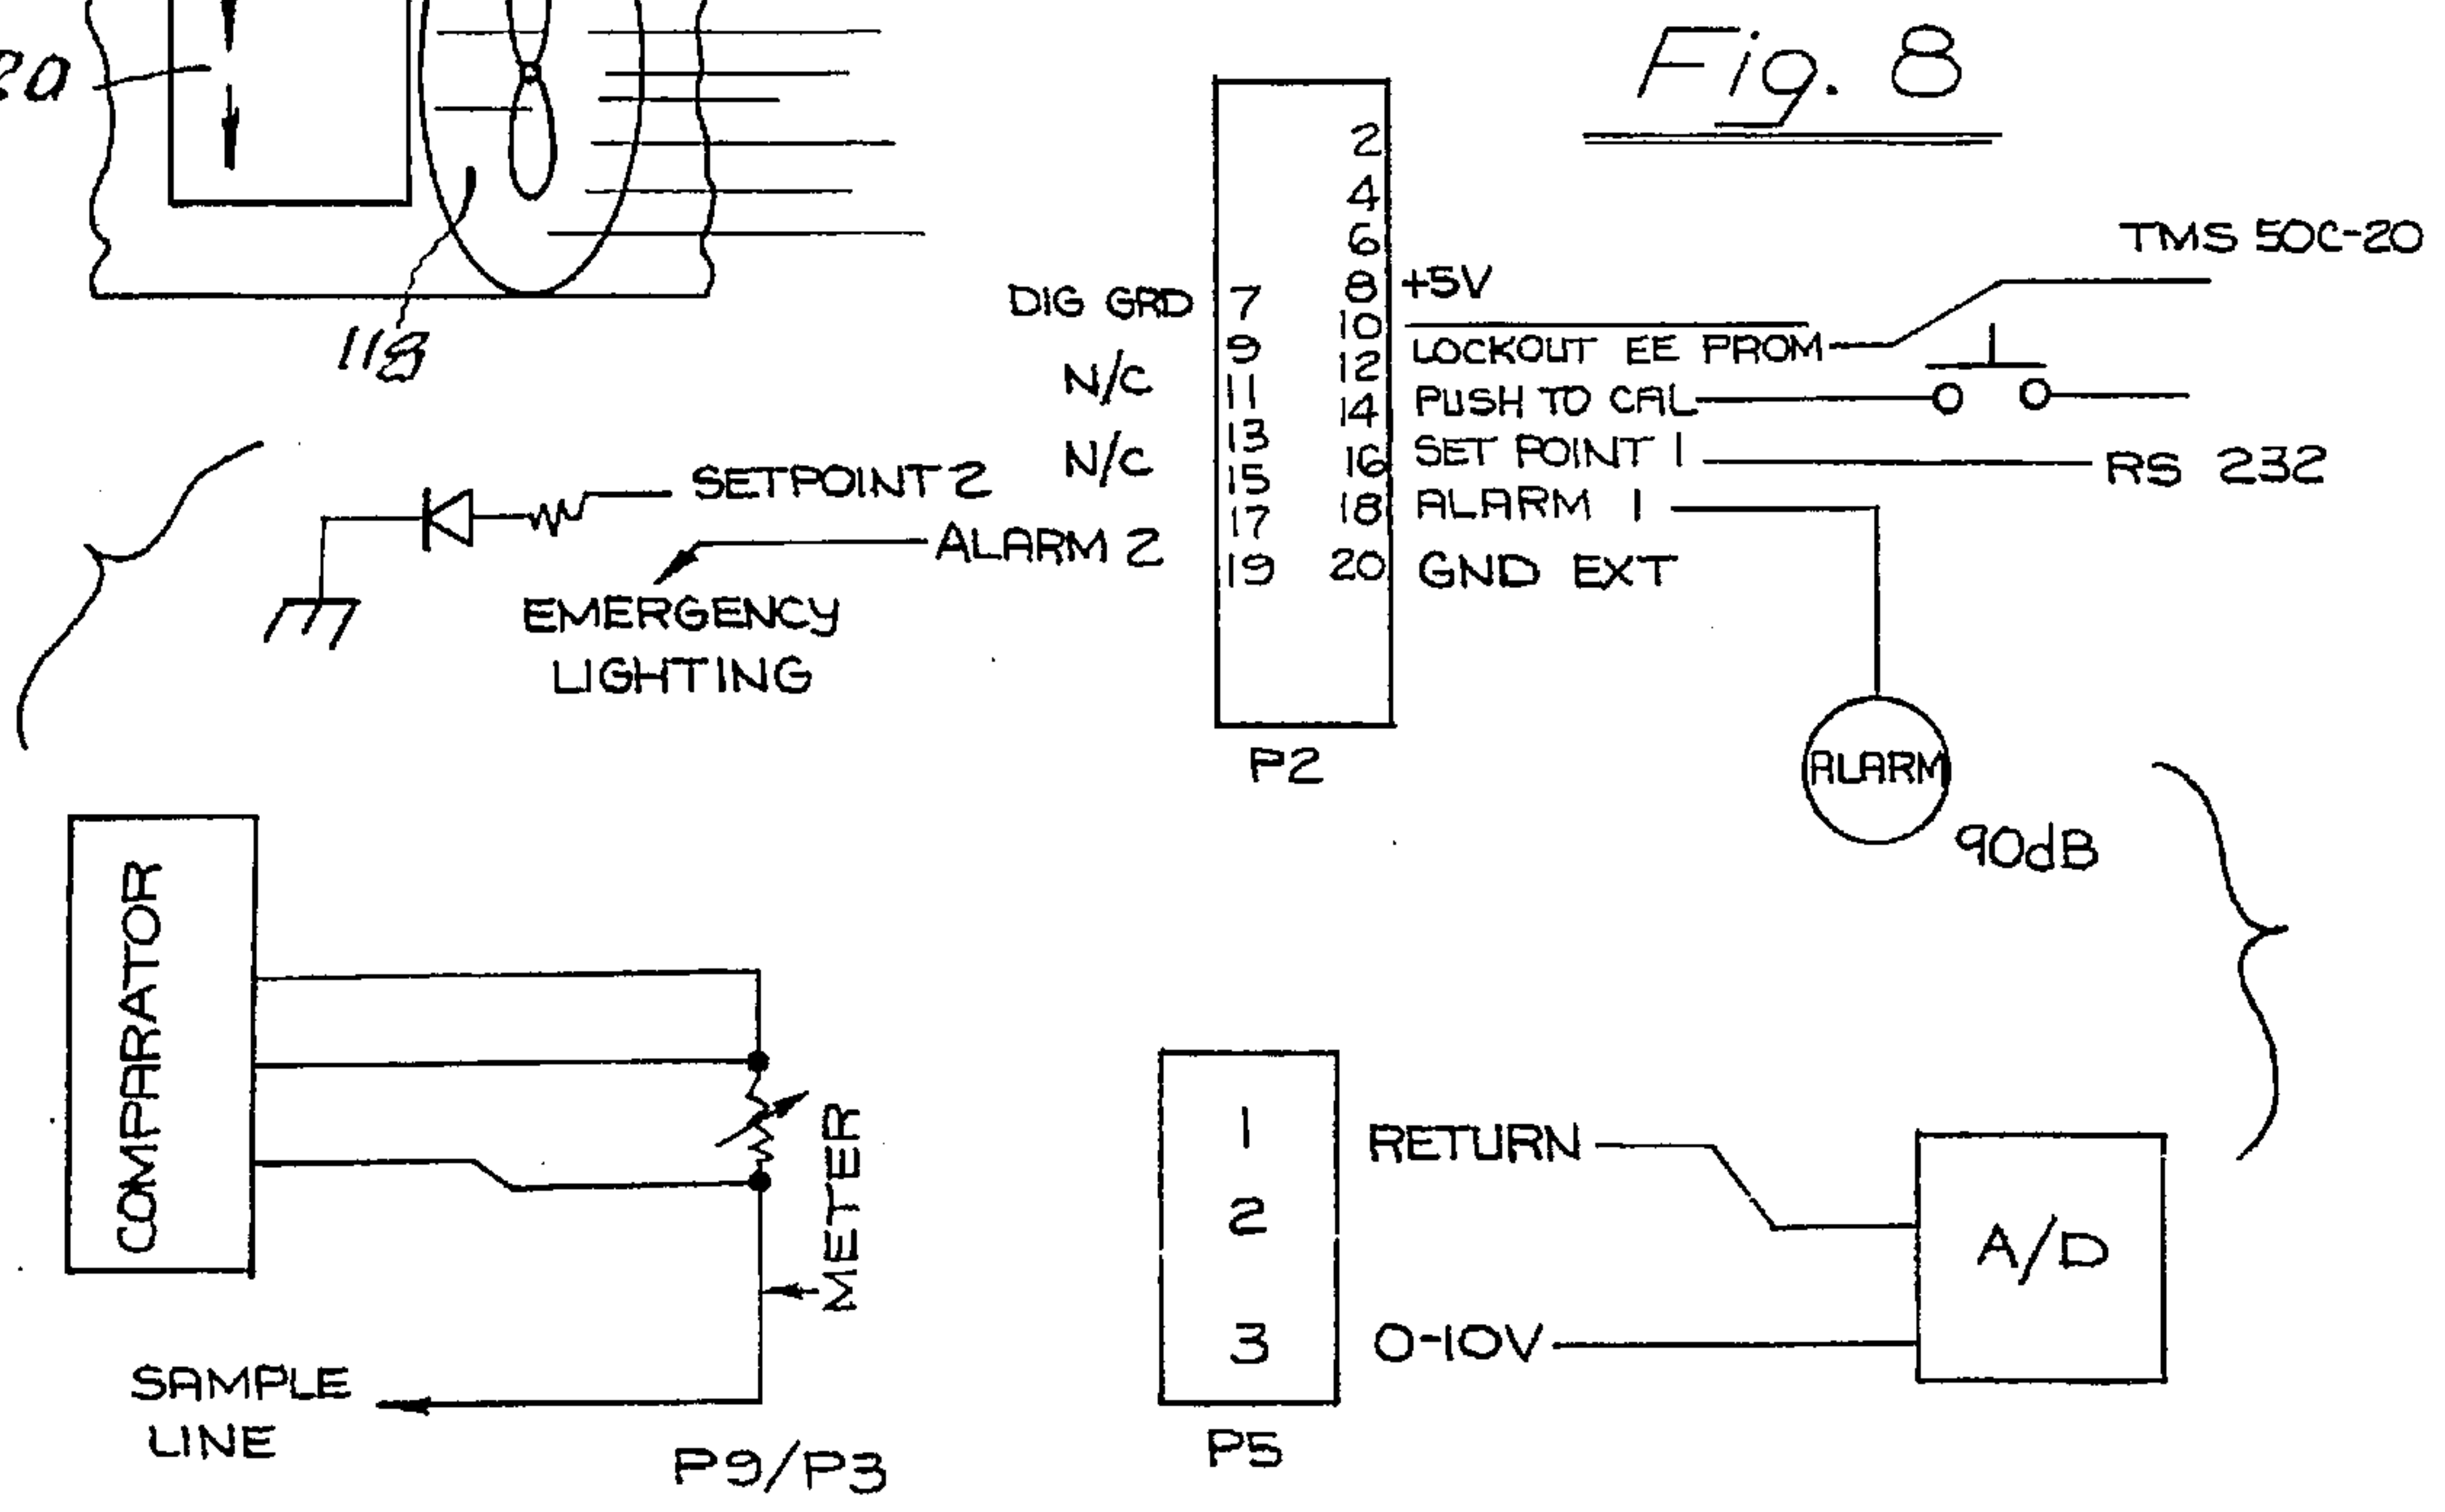 Fig. 8
118
2
4
6
8 +5V
DIG GRD 7
10
9
LOCKOUT EE PROM
TMS 50C-20
12
N/C 11
14 PUSH TO CAL
13
N/C
16 SET POINT 1
RS 232
15
SETPOINT 2
18 ALARM 1
17
ALARM 2
19
20 GND EXT
EMERGENCY
LIGHTING
P2
ALARM
90dB
COMPARATOR
METER
SAMPLE
LINE
P9/P3
1 RETURN
2
3 0-10V
A/D
P5